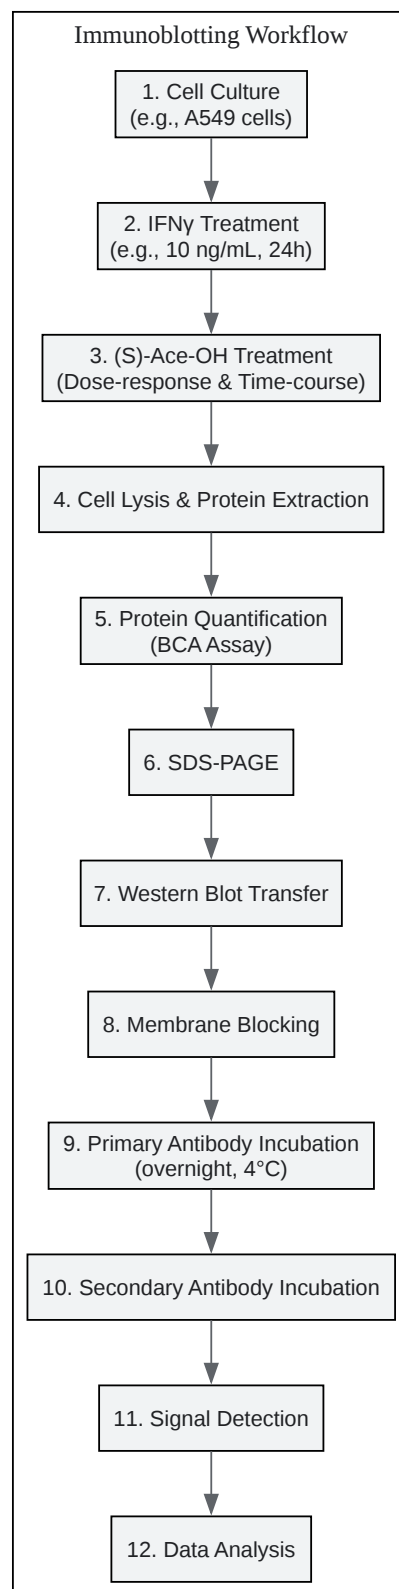 Immunoblotting Workflow
1. Cell Culture
(e.g., A549 cells)
2. IFNγ Treatment
(e.g., 10 ng/mL, 24h)
3. (S)-Ace-OH Treatment
(Dose-response & Time-course)
4. Cell Lysis & Protein Extraction
5. Protein Quantification
(BCA Assay)
6. SDS-PAGE
7. Western Blot Transfer
8. Membrane Blocking
9. Primary Antibody Incubation
(overnight, 4°C)
10. Secondary Antibody Incubation
11. Signal Detection
12. Data Analysis